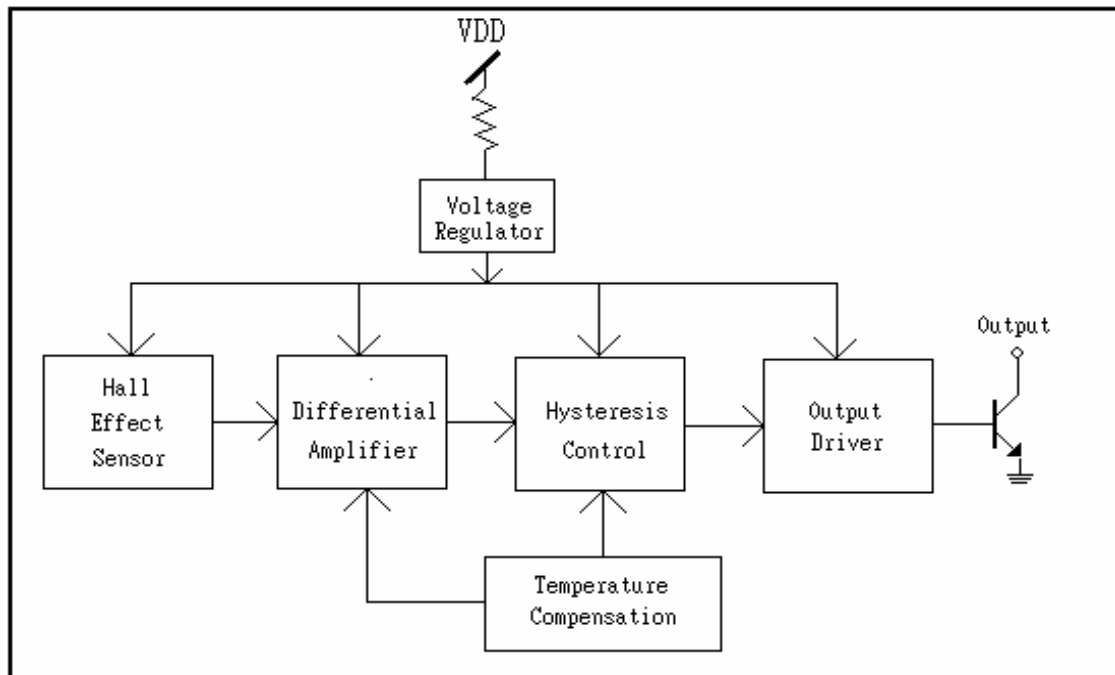 VDD
Voltage
Regulator
Output
Hall
Effect
Sensor
Differential
Amplifier
Hysteresis
Control
Output
Driver
Temperature
Compensation